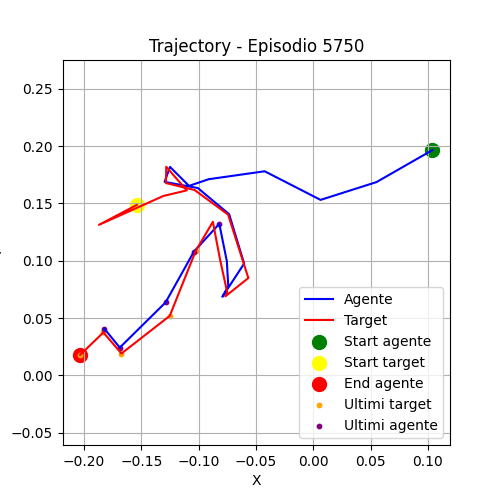 Trajectory - Episodio 5750
0.25
0.20
0.15
0.10
0.05
0.00
−0.05
−0.20 −0.15 −0.10 −0.05 0.00 0.05 0.10
X
Agente
Target
Start agente
Start target
End agente
Ultimi target
Ultimi agente